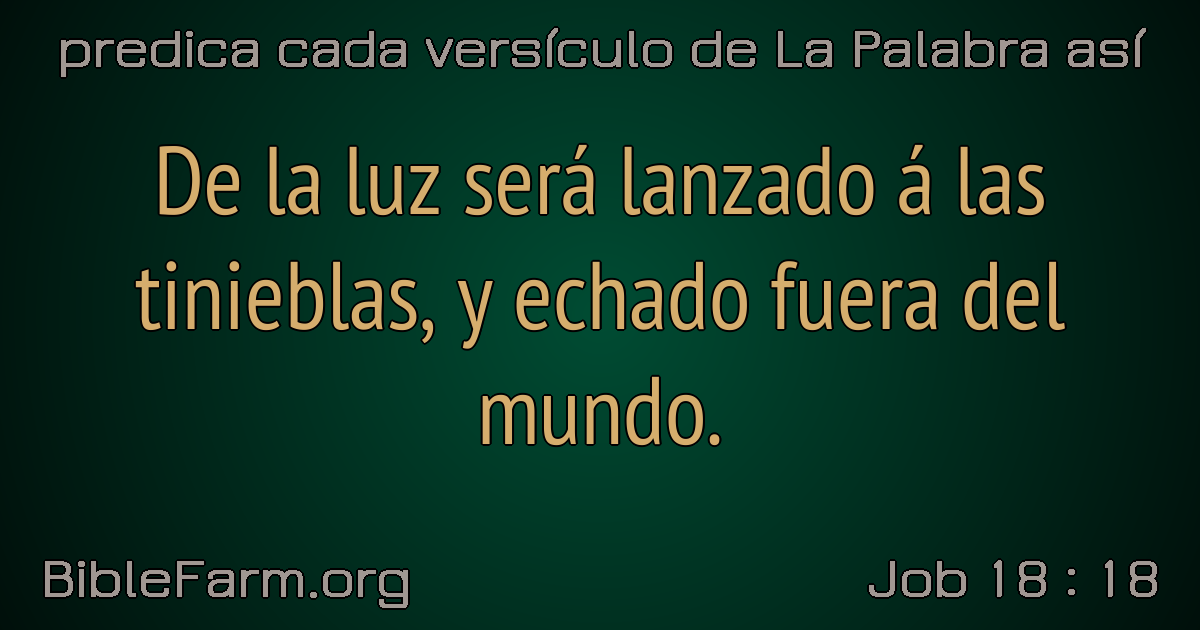 predica cada versículo de La Palabra así
De la luz será lanzado á las
tinieblas, y echado fuera del
mundo.
BibleFarm.org
Job 18 : 18